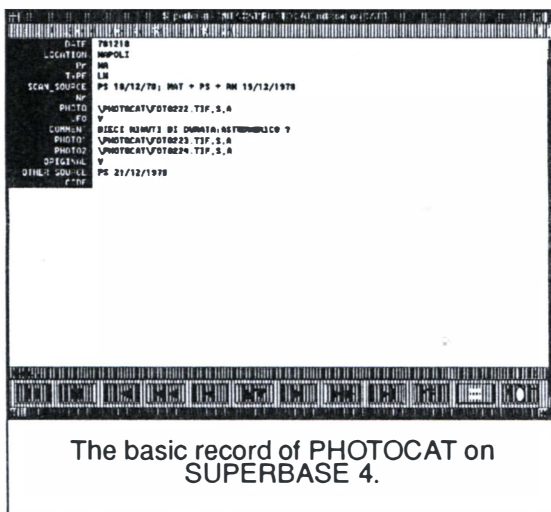 DATE 781218
LOCATION NAPOLI
Pr NA
TYPE LN
SCAN_SOURCE PS 18/12/78; MAT + PS + RM 19/12/1978
Nr
PHOTO \PHOTOCAT\FOT0222.TIF,S,A
UFO Y
COMMENT DIECI MINUTI DI DURATA:ASTRONOMICO ?
PHOTO1 \PHOTOCAT\FOT0223.TIF,S,A
PHOTO2 \PHOTOCAT\FOT0224.TIF,S,A
ORIGINAL Y
OTHER SOURCE PS 21/12/1978
CODE
The basic record of PHOTOCAT on
SUPERBASE 4.